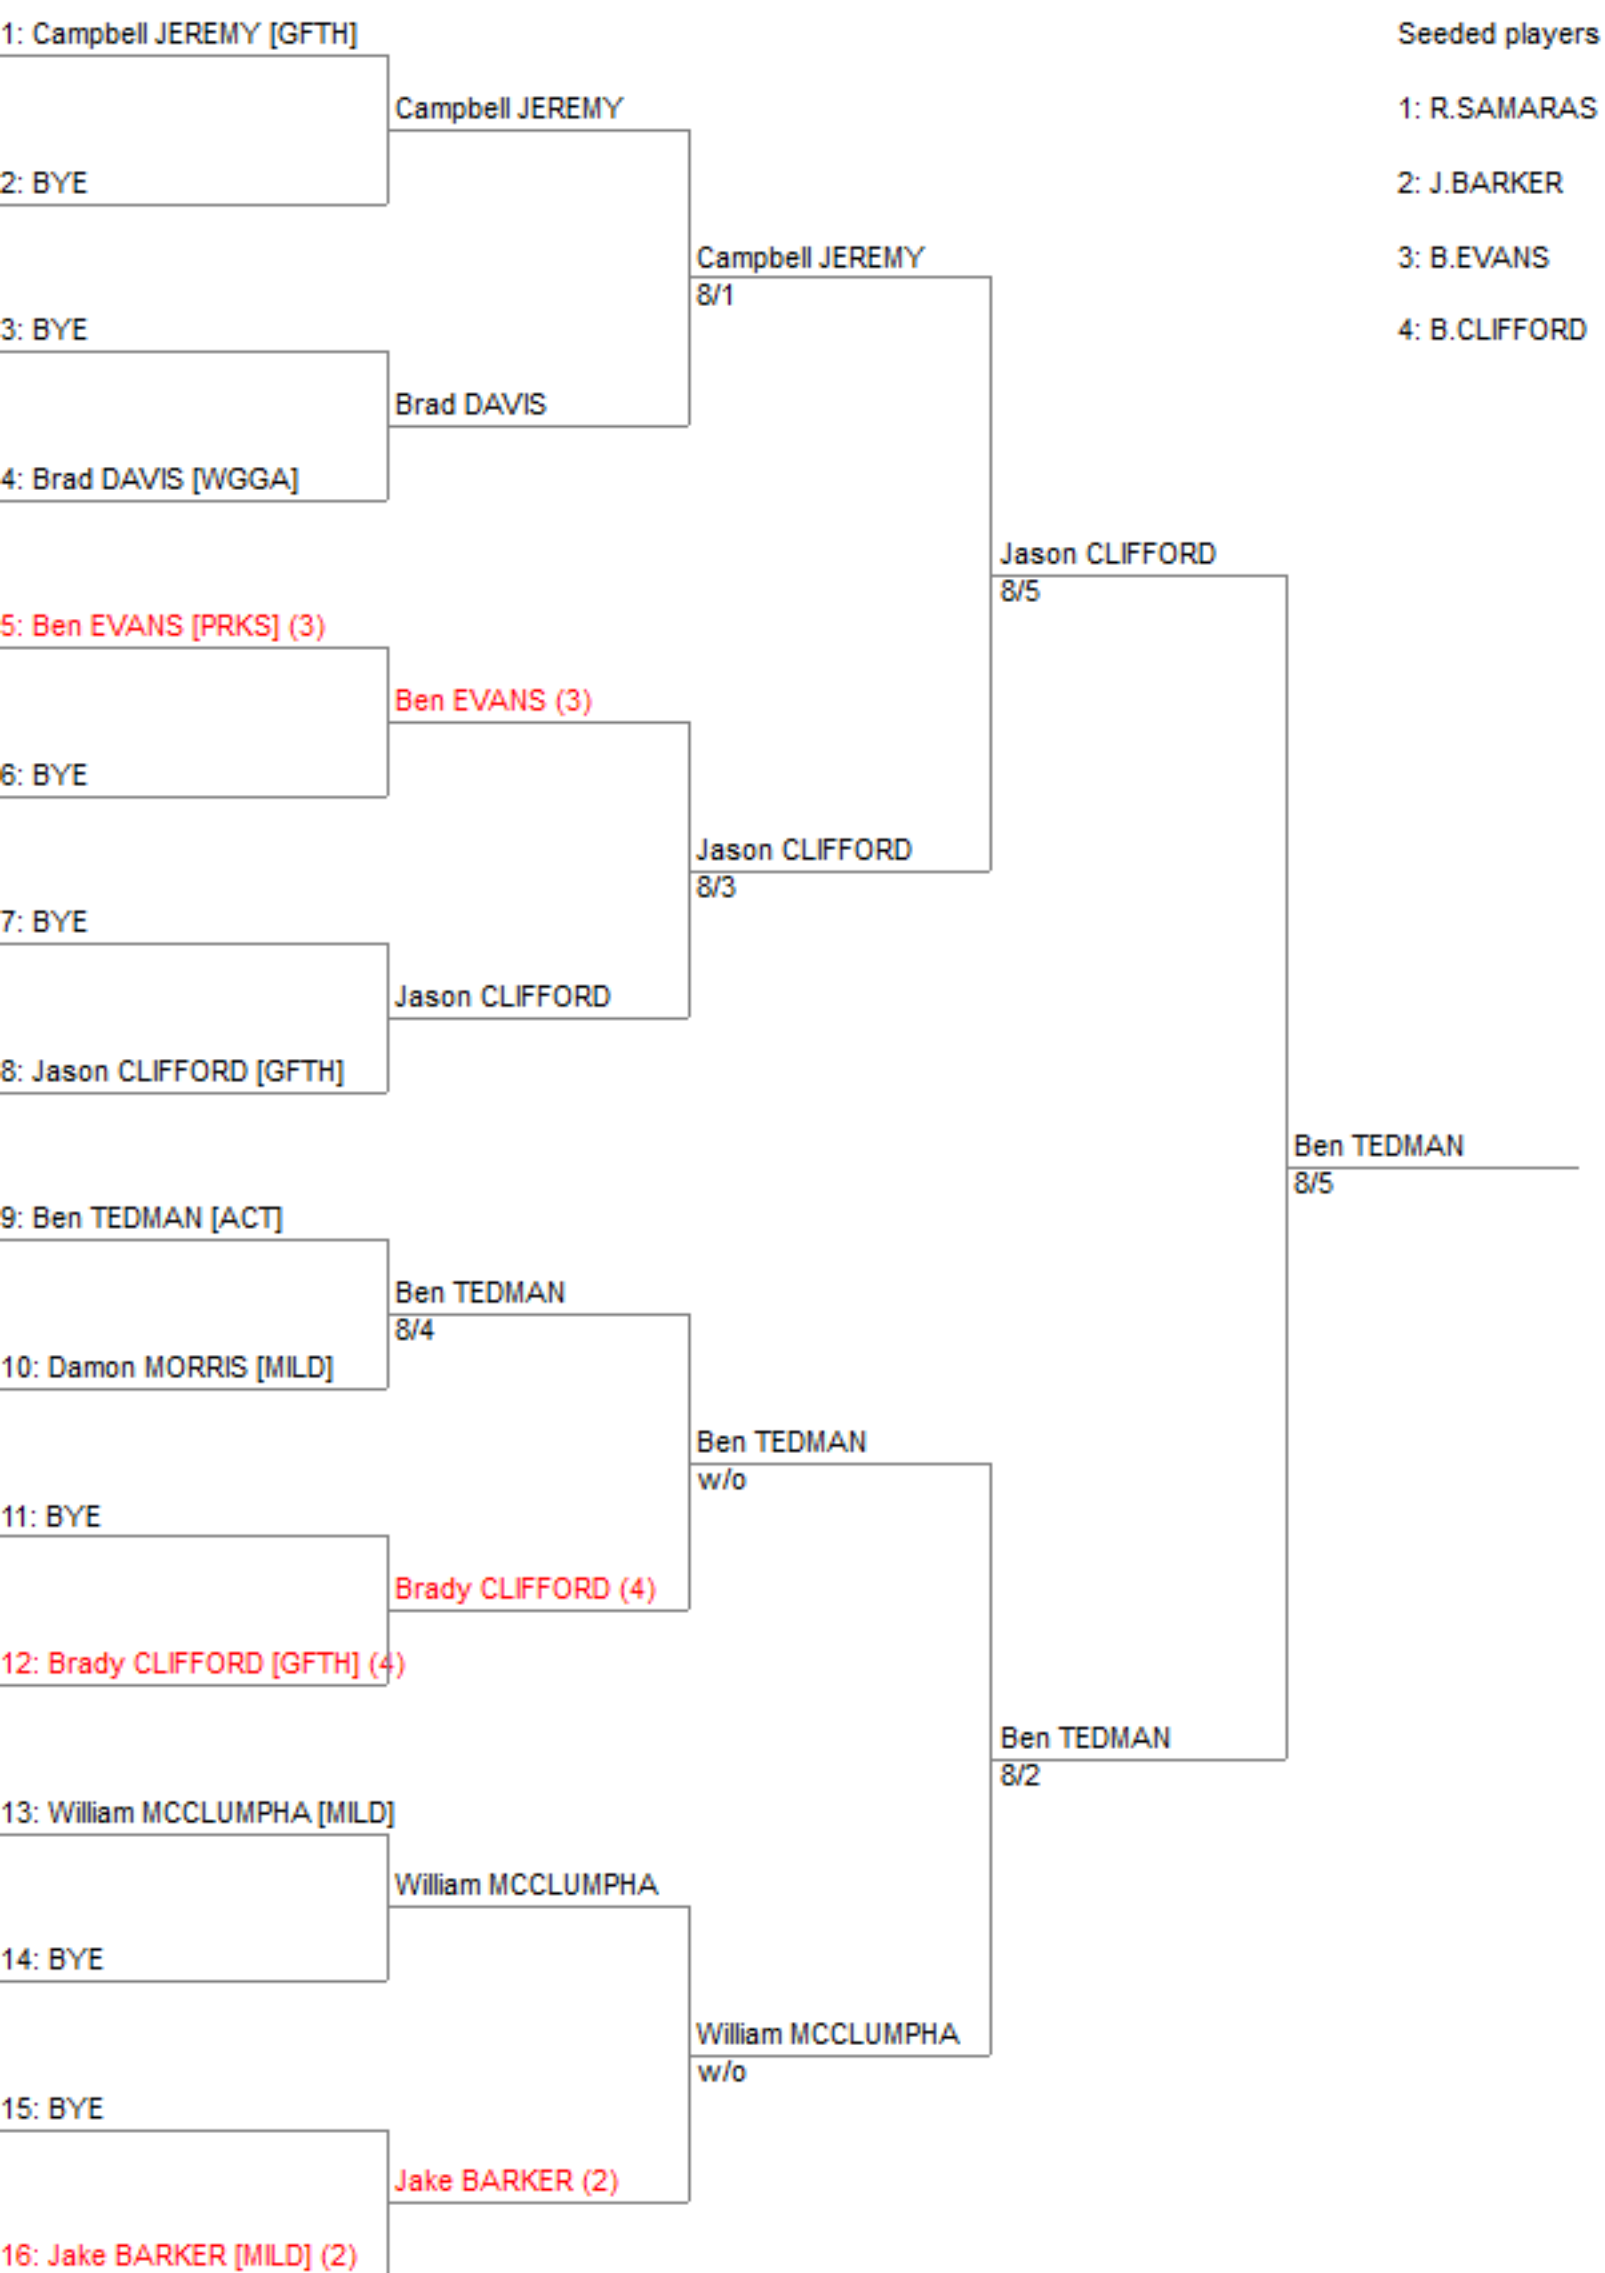 1: Campbell JEREMY [GFTH]
Seeded players
Campbell JEREMY
1: R.SAMARAS
2: BYE
2: J.BARKER
Campbell JEREMY
8/1
3: B.EVANS
3: BYE
4: B.CLIFFORD
Brad DAVIS
4: Brad DAVIS [WGGA]
Jason CLIFFORD
8/5
5: Ben EVANS [PRKS] (3)
Ben EVANS (3)
6: BYE
Jason CLIFFORD
8/3
7: BYE
Jason CLIFFORD
8: Jason CLIFFORD [GFTH]
Ben TEDMAN
8/5
9: Ben TEDMAN [ACT]
Ben TEDMAN
8/4
10: Damon MORRIS [MILD]
Ben TEDMAN
w/o
11: BYE
Brady CLIFFORD (4)
12: Brady CLIFFORD [GFTH] (4)
Ben TEDMAN
8/2
13: William MCCLUMPHA [MILD]
William MCCLUMPHA
14: BYE
William MCCLUMPHA
w/o
15: BYE
Jake BARKER (2)
16: Jake BARKER [MILD] (2)